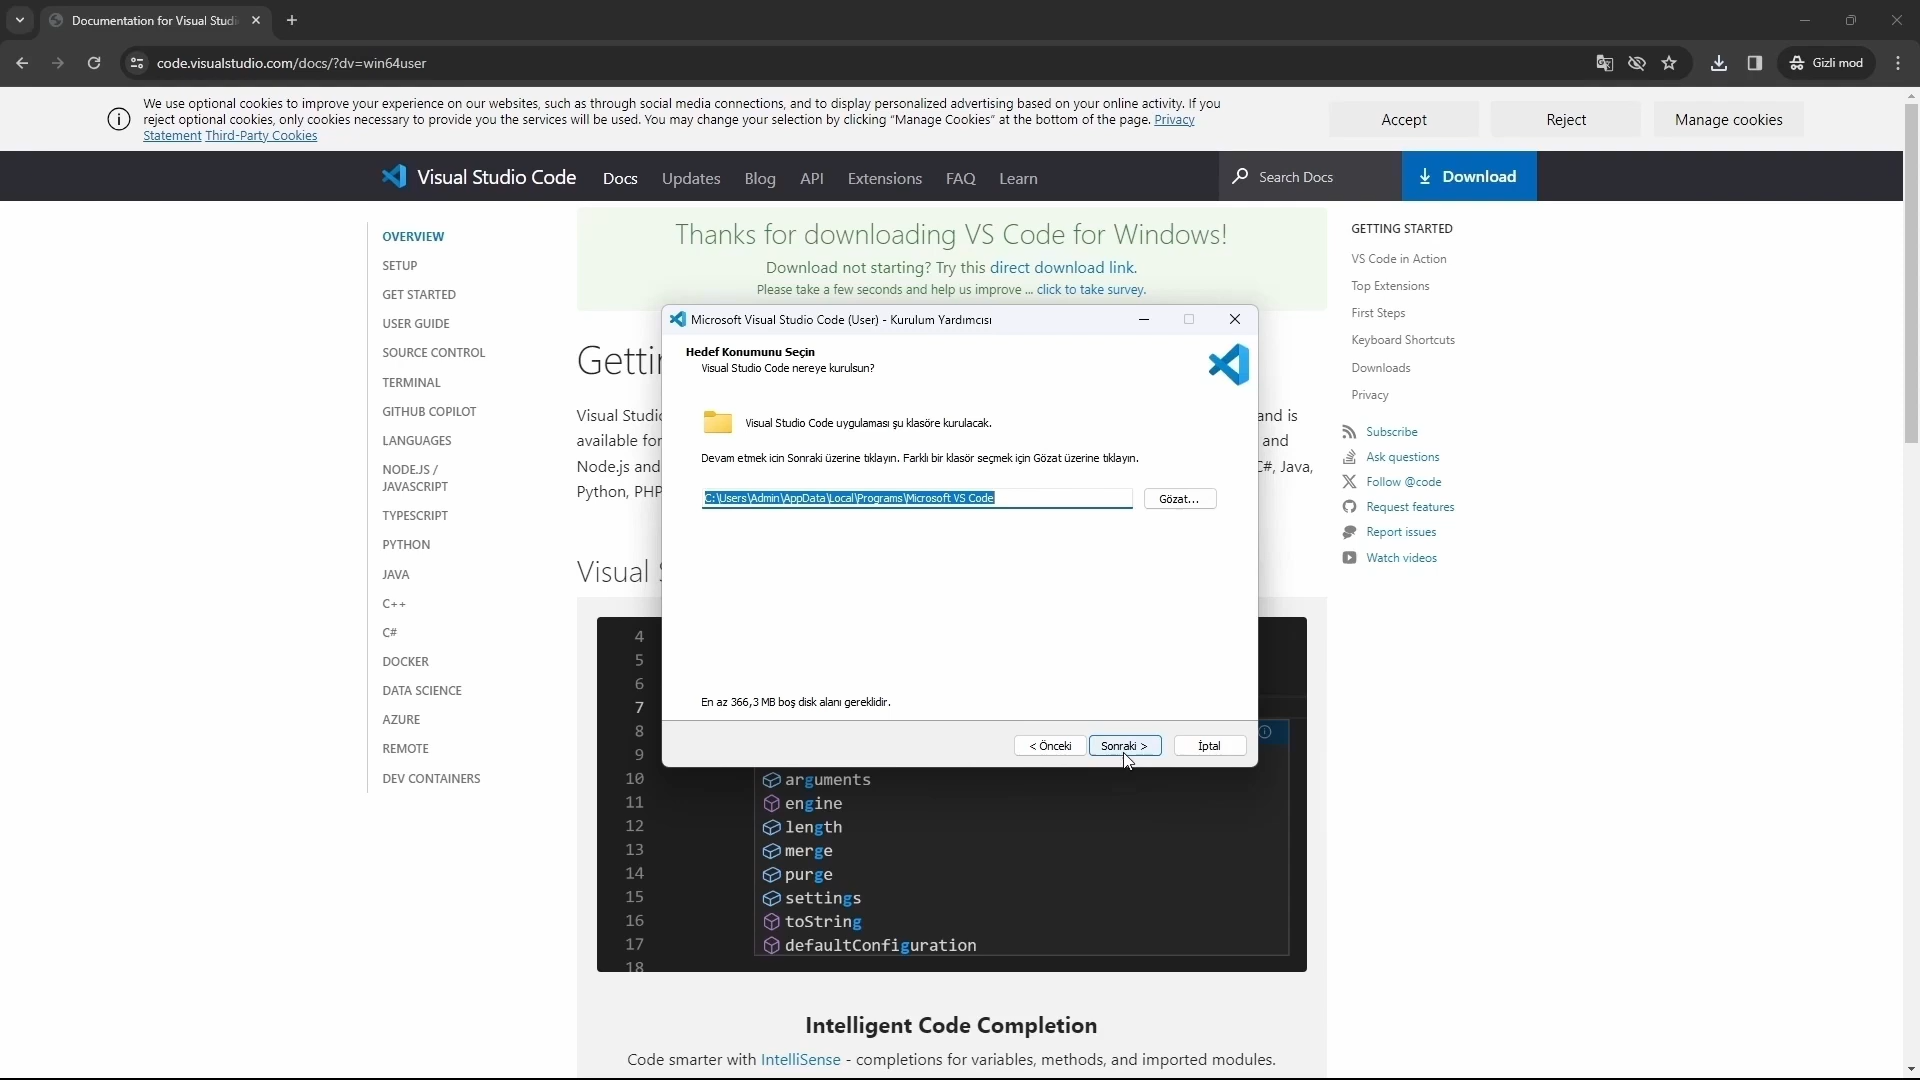 Documentation for Visual Studi
code.visualstudio.com/docs/?dv=win64user
Gizli mod
We use optional cookies to improve your experience on our websites, such as through social media connections, and to display personalized advertising based on your online activity. If you
reject optional cookies, only cookies necessary to provide you the services will be used. You may change your selection by clicking “Manage Cookies” at the bottom of the page. Privacy
Statement Third-Party Cookies
Accept
Reject
Manage cookies
Visual Studio Code
Docs
Updates
Blog
API
Extensions
FAQ
Learn
Search Docs
Download
OVERVIEW
SETUP
GET STARTED
USER GUIDE
SOURCE CONTROL
TERMINAL
GITHUB COPILOT
LANGUAGES
NODE.JS /
JAVASCRIPT
TYPESCRIPT
PYTHON
JAVA
C++
C#
DOCKER
DATA SCIENCE
AZURE
REMOTE
DEV CONTAINERS
Thanks for downloading VS Code for Windows!
Download not starting? Try this direct download link.
Please take a few seconds and help us improve ... click to take survey.
Getti
Visual Studi
and is
available for
and
Node.js and
C#, Java,
Python, PHP
Visual S
Microsoft Visual Studio Code (User) - Kurulum Yardımcısı
Hedef Konumunu Seçin
Visual Studio Code nereye kurulsun?
Visual Studio Code uygulaması şu klasöre kurulacak.
Devam etmek icin Sonraki üzerine tıklayın. Farklı bir klasör seçmek için Gözat üzerine tıklayın.
C:\Users\Admin\AppData\Local\Programs\Microsoft VS Code
Gözat...
En az 366,3 MB boş disk alanı gereklidir.
< Önceki
Sonraki >
İptal
4
5
6
7
8
9
10
11
12
13
14
15
16
17
18
arguments
engine
length
merge
purge
settings
toString
defaultConfiguration
Intelligent Code Completion
Code smarter with IntelliSense - completions for variables, methods, and imported modules.
GETTING STARTED
VS Code in Action
Top Extensions
First Steps
Keyboard Shortcuts
Downloads
Privacy
Subscribe
Ask questions
Follow @code
Request features
Report issues
Watch videos